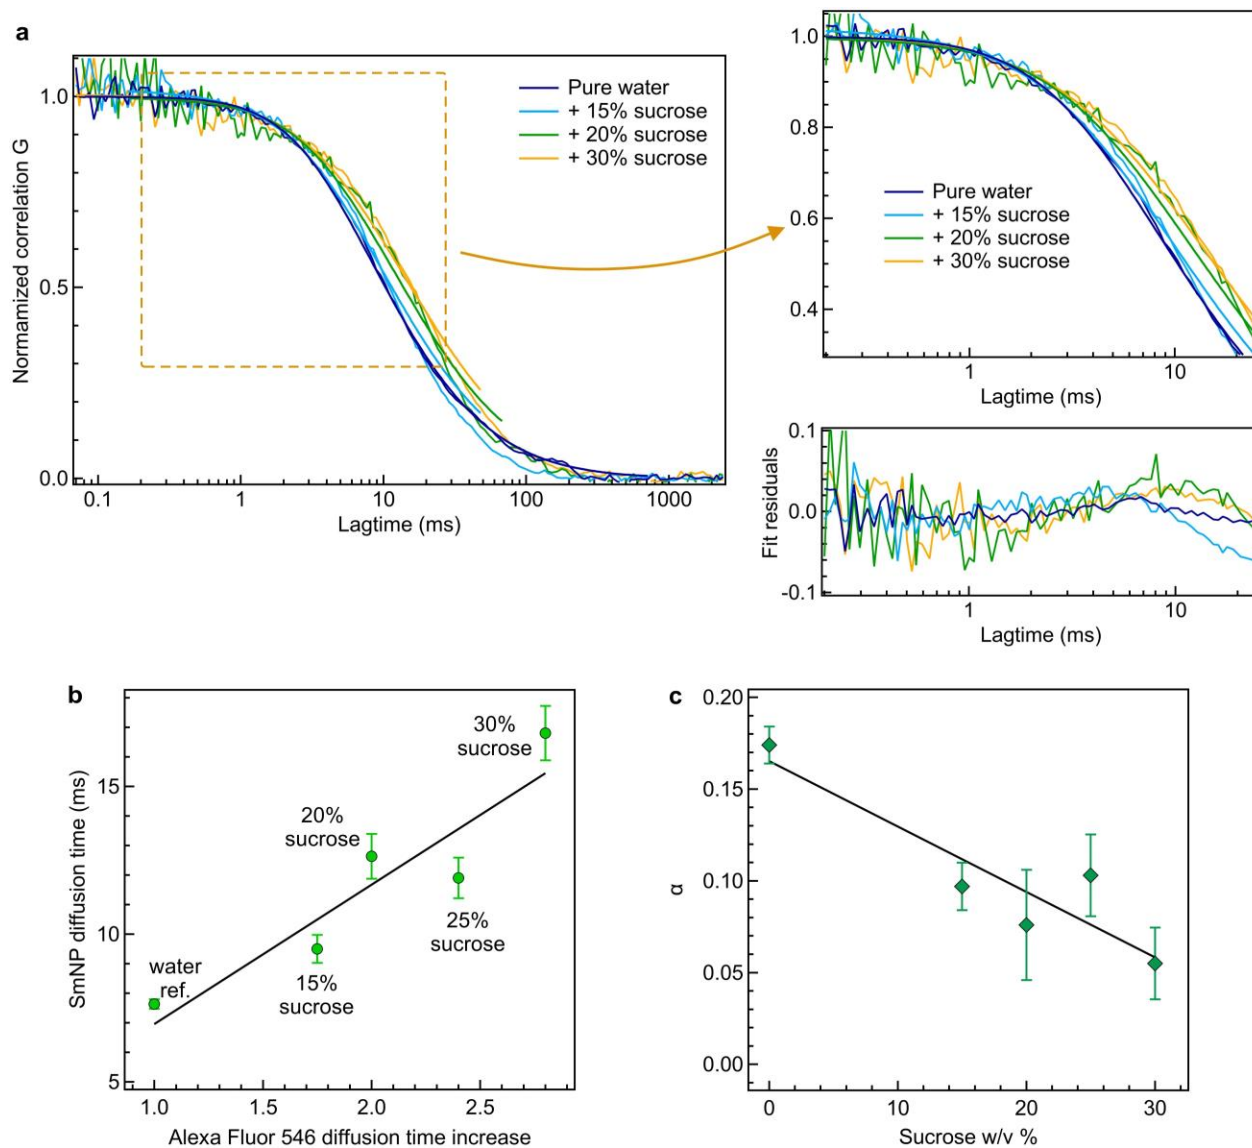 a
Normamized correlation G
1.0
0.5
0.0
0.1
1
10
100
1000
Lagtime (ms)
Pure water
+ 15% sucrose
+ 20% sucrose
+ 30% sucrose
1.0
0.8
0.6
0.4
1
10
Lagtime (ms)
Pure water
+ 15% sucrose
+ 20% sucrose
+ 30% sucrose
Fit residuals
0.1
0.0
-0.1
1
10
Lagtime (ms)
b
SmNP diffusion time (ms)
15
10
5
water
ref.
15%
sucrose
20%
sucrose
25%
sucrose
30%
sucrose
1.0
1.5
2.0
2.5
Alexa Fluor 546 diffusion time increase
c
α
0.20
0.15
0.10
0.05
0.00
0
10
20
30
Sucrose w/v %